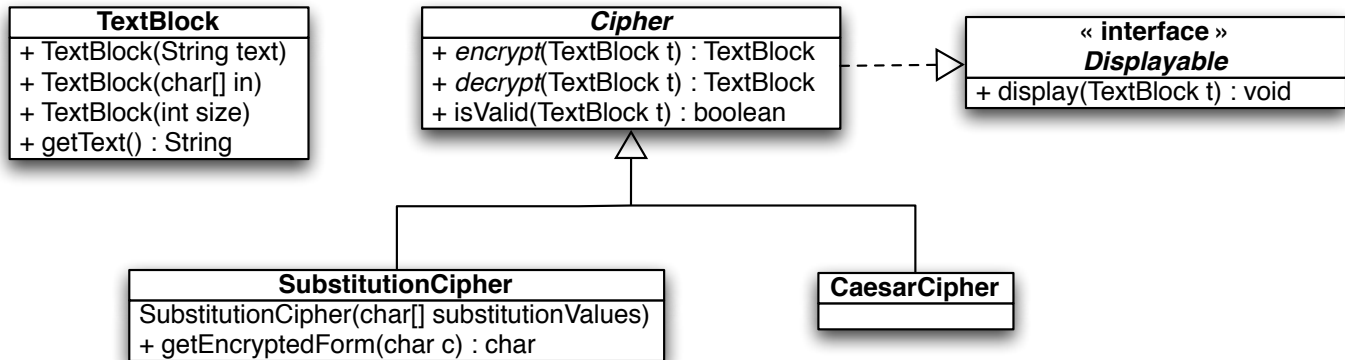 TextBlock
+ TextBlock(String text)
+ TextBlock(char[] in)
+ TextBlock(int size)
+ getText() : String
Cipher
+ encrypt(TextBlock t) : TextBlock
+ decrypt(TextBlock t) : TextBlock
+ isValid(TextBlock t) : boolean
« interface »
Displayable
+ display(TextBlock t) : void
SubstitutionCipher
SubstitutionCipher(char[] substitutionValues)
+ getEncryptedForm(char c) : char
CaesarCipher